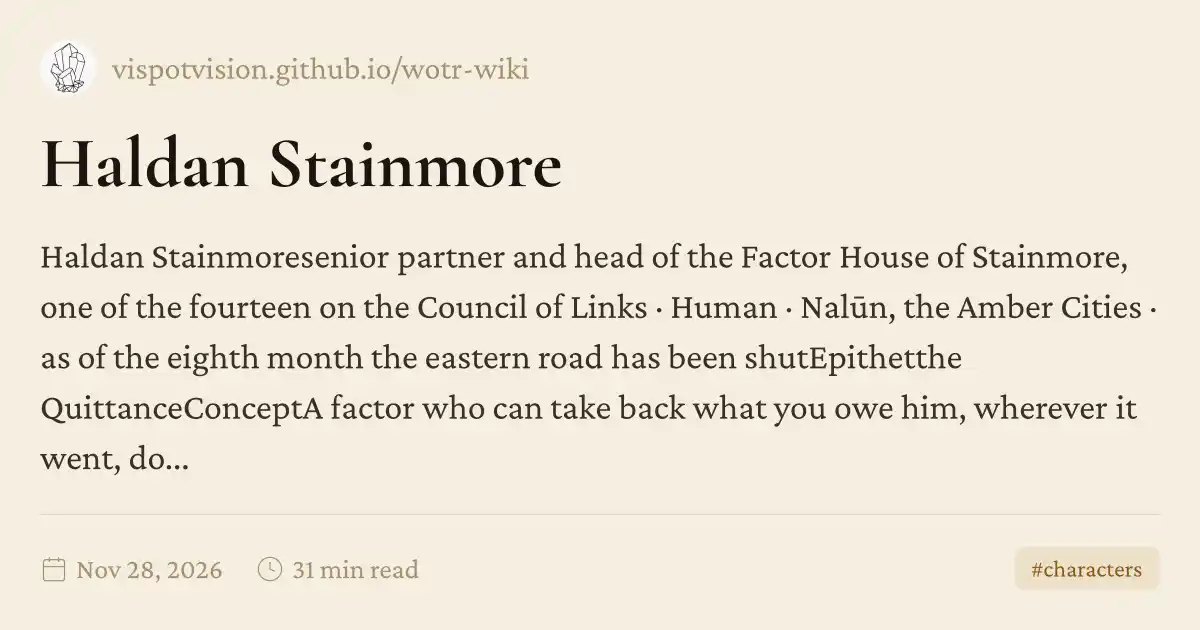 vispotvision.github.io/wotr-wiki
Haldan Stainmore
Haldan Stainmoresenior partner and head of the Factor House of Stainmore,
one of the fourteen on the Council of Links · Human · Nalūn, the Amber Cities ·
as of the eighth month the eastern road has been shutEpithetthe
QuittanceConceptA factor who can take back what you owe him, wherever it
went, do...
Nov 28, 2026 31 min read #characters